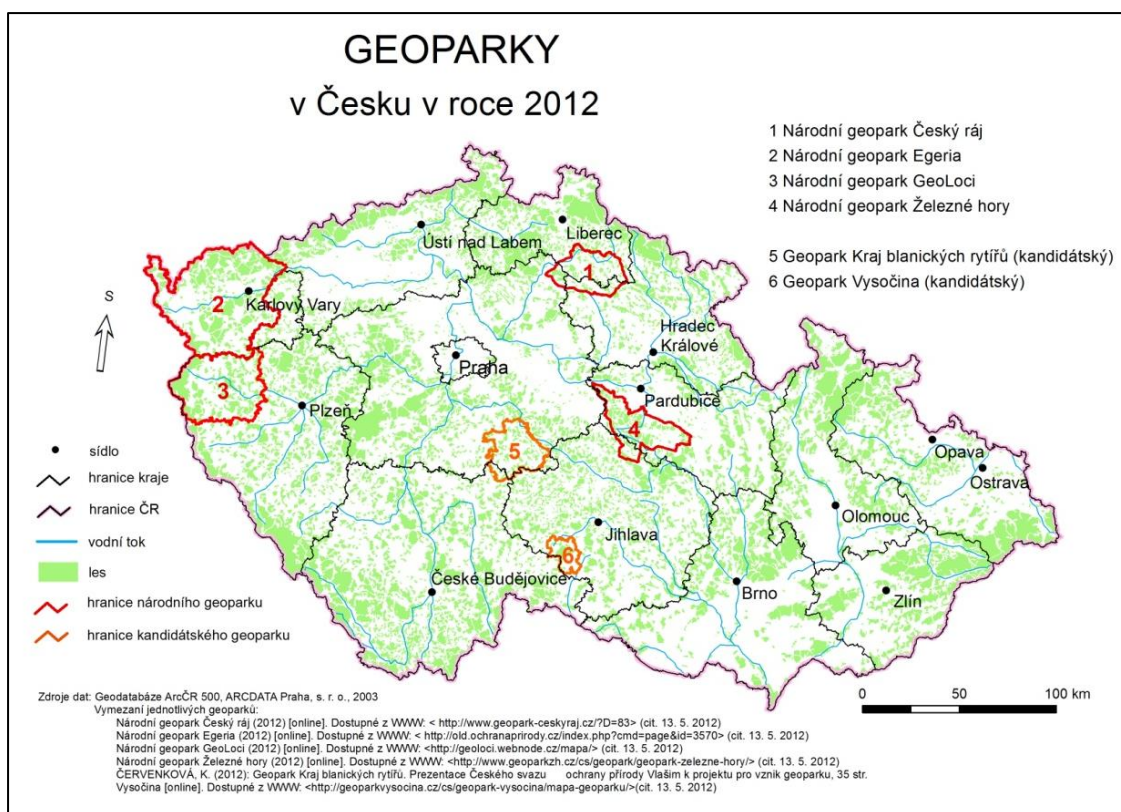 GEOPARKY
v Česku v roce 2012
1 Národní geopark Český ráj
2 Národní geopark Egeria
3 Národní geopark GeoLoci
4 Národní geopark Železné hory
5 Geopark Kraj blanických rytířů (kandidátský)
6 Geopark Vysočina (kandidátský)
S
Ústí nad Labem
Liberec
1
2
Karlovy Vary
Hradec
Králové
Praha
3
Plzeň
Pardubice
4
5
Opava
Ostrava
Olomouc
Jihlava
6
České Budějovice
Brno
Zlín
sídlo
hranice kraje
hranice ČR
vodní tok
les
hranice národního geoparku
hranice kandidátského geoparku
0 50 100 km
Zdroje dat: Geodatabáze ArcČR 500, ARCDATA Praha, s. r. o., 2003
Vymezaní jednotlivých geoparků:
Národní geopark Český ráj (2012) [online]. Dostupné z WWW: < http://www.geopark-ceskyraj.cz/?D=83> (cit. 13. 5. 2012)
Národní geopark Egeria (2012) [online]. Dostupné z WWW: < http://old.ochranaprirody.cz/index.php?cmd=page&id=3570> (cit. 13. 5. 2012)
Národní geopark GeoLoci (2012) [online]. Dostupné z WWW: <http://geoloci.webnode.cz/mapa/> (cit. 13. 5. 2012)
Národní geopark Železné hory (2012) [online]. Dostupné z WWW: <http://www.geoparkzh.cz/cs/geopark/geopark-zelezne-hory/> (cit. 13. 5. 2012)
ČERVENKOVÁ, K. (2012): Geopark Kraj blanických rytířů. Prezentace Českého svazu ochrany přírody Vlašim k projektu pro vznik geoparku, 35 str.
Vysočina [online]. Dostupné z WWW: <http://geoparkvysocina.cz/cs/geopark-vysocina/mapa-geoparku/>(cit. 13. 5. 2012)